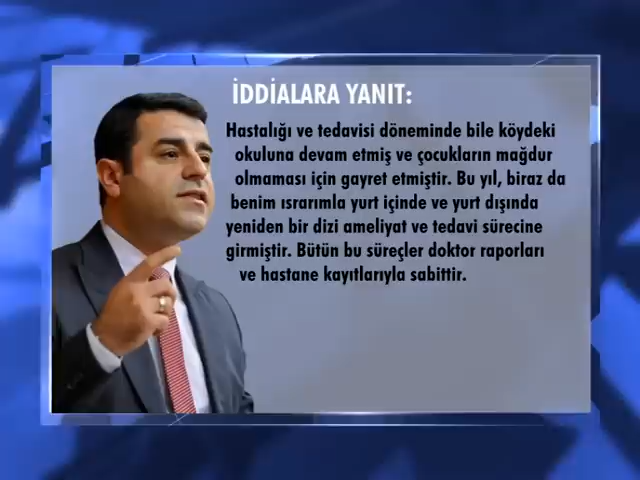 İDDİALARA YANIT:
Hastalığı ve tedavisi döneminde bile köydeki
okuluna devam etmiş ve çocukların mağdur
olmaması için gayret etmiştir. Bu yıl, biraz da
benim ısrarımla yurt içinde ve yurt dışında
yeniden bir dizi ameliyat ve tedavi sürecine
girmiştir. Bütün bu süreçler doktor raporları
ve hastane kayıtlarıyla sabittir.